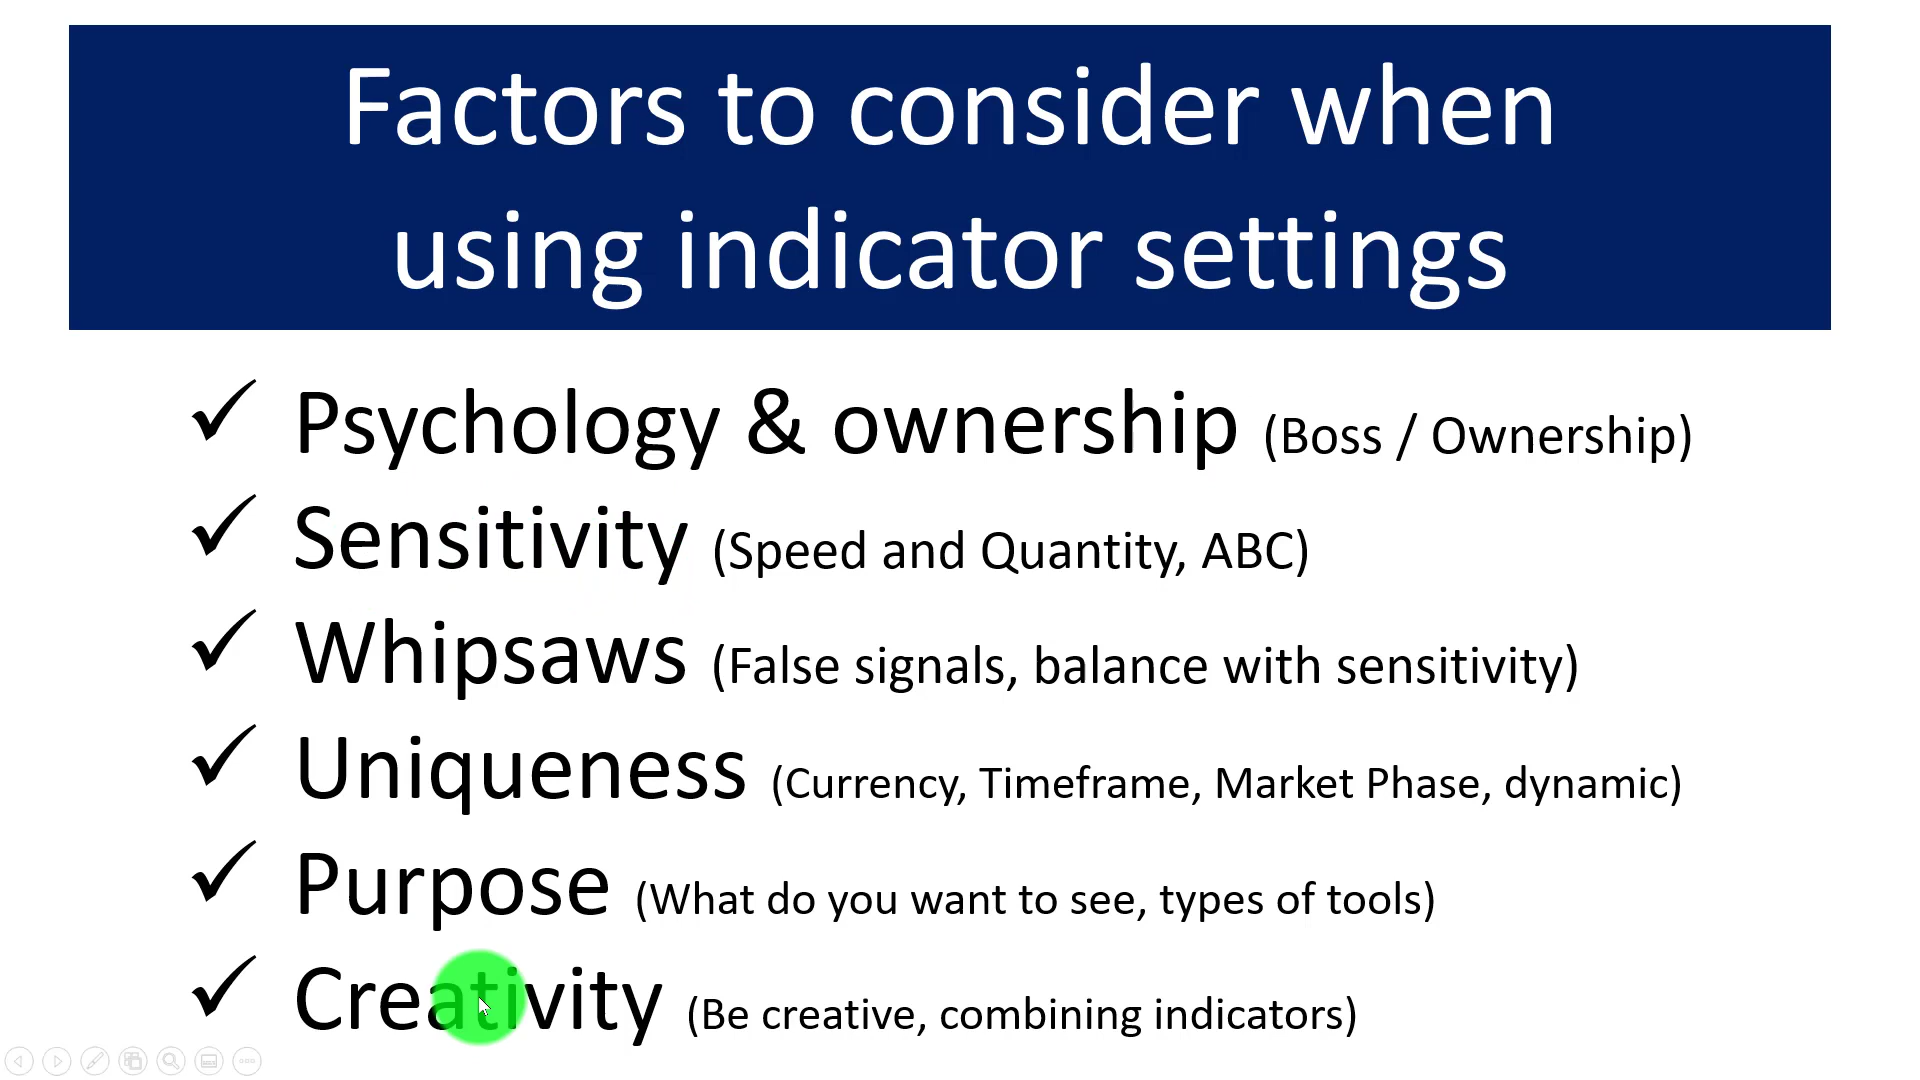 Factors to consider when
using indicator settings
✓ Psychology & ownership (Boss / Ownership)
✓ Sensitivity (Speed and Quantity, ABC)
✓ Whipsaws (False signals, balance with sensitivity)
✓ Uniqueness (Currency, Timeframe, Market Phase, dynamic)
✓ Purpose (What do you want to see, types of tools)
✓ Creativity (Be creative, combining indicators)